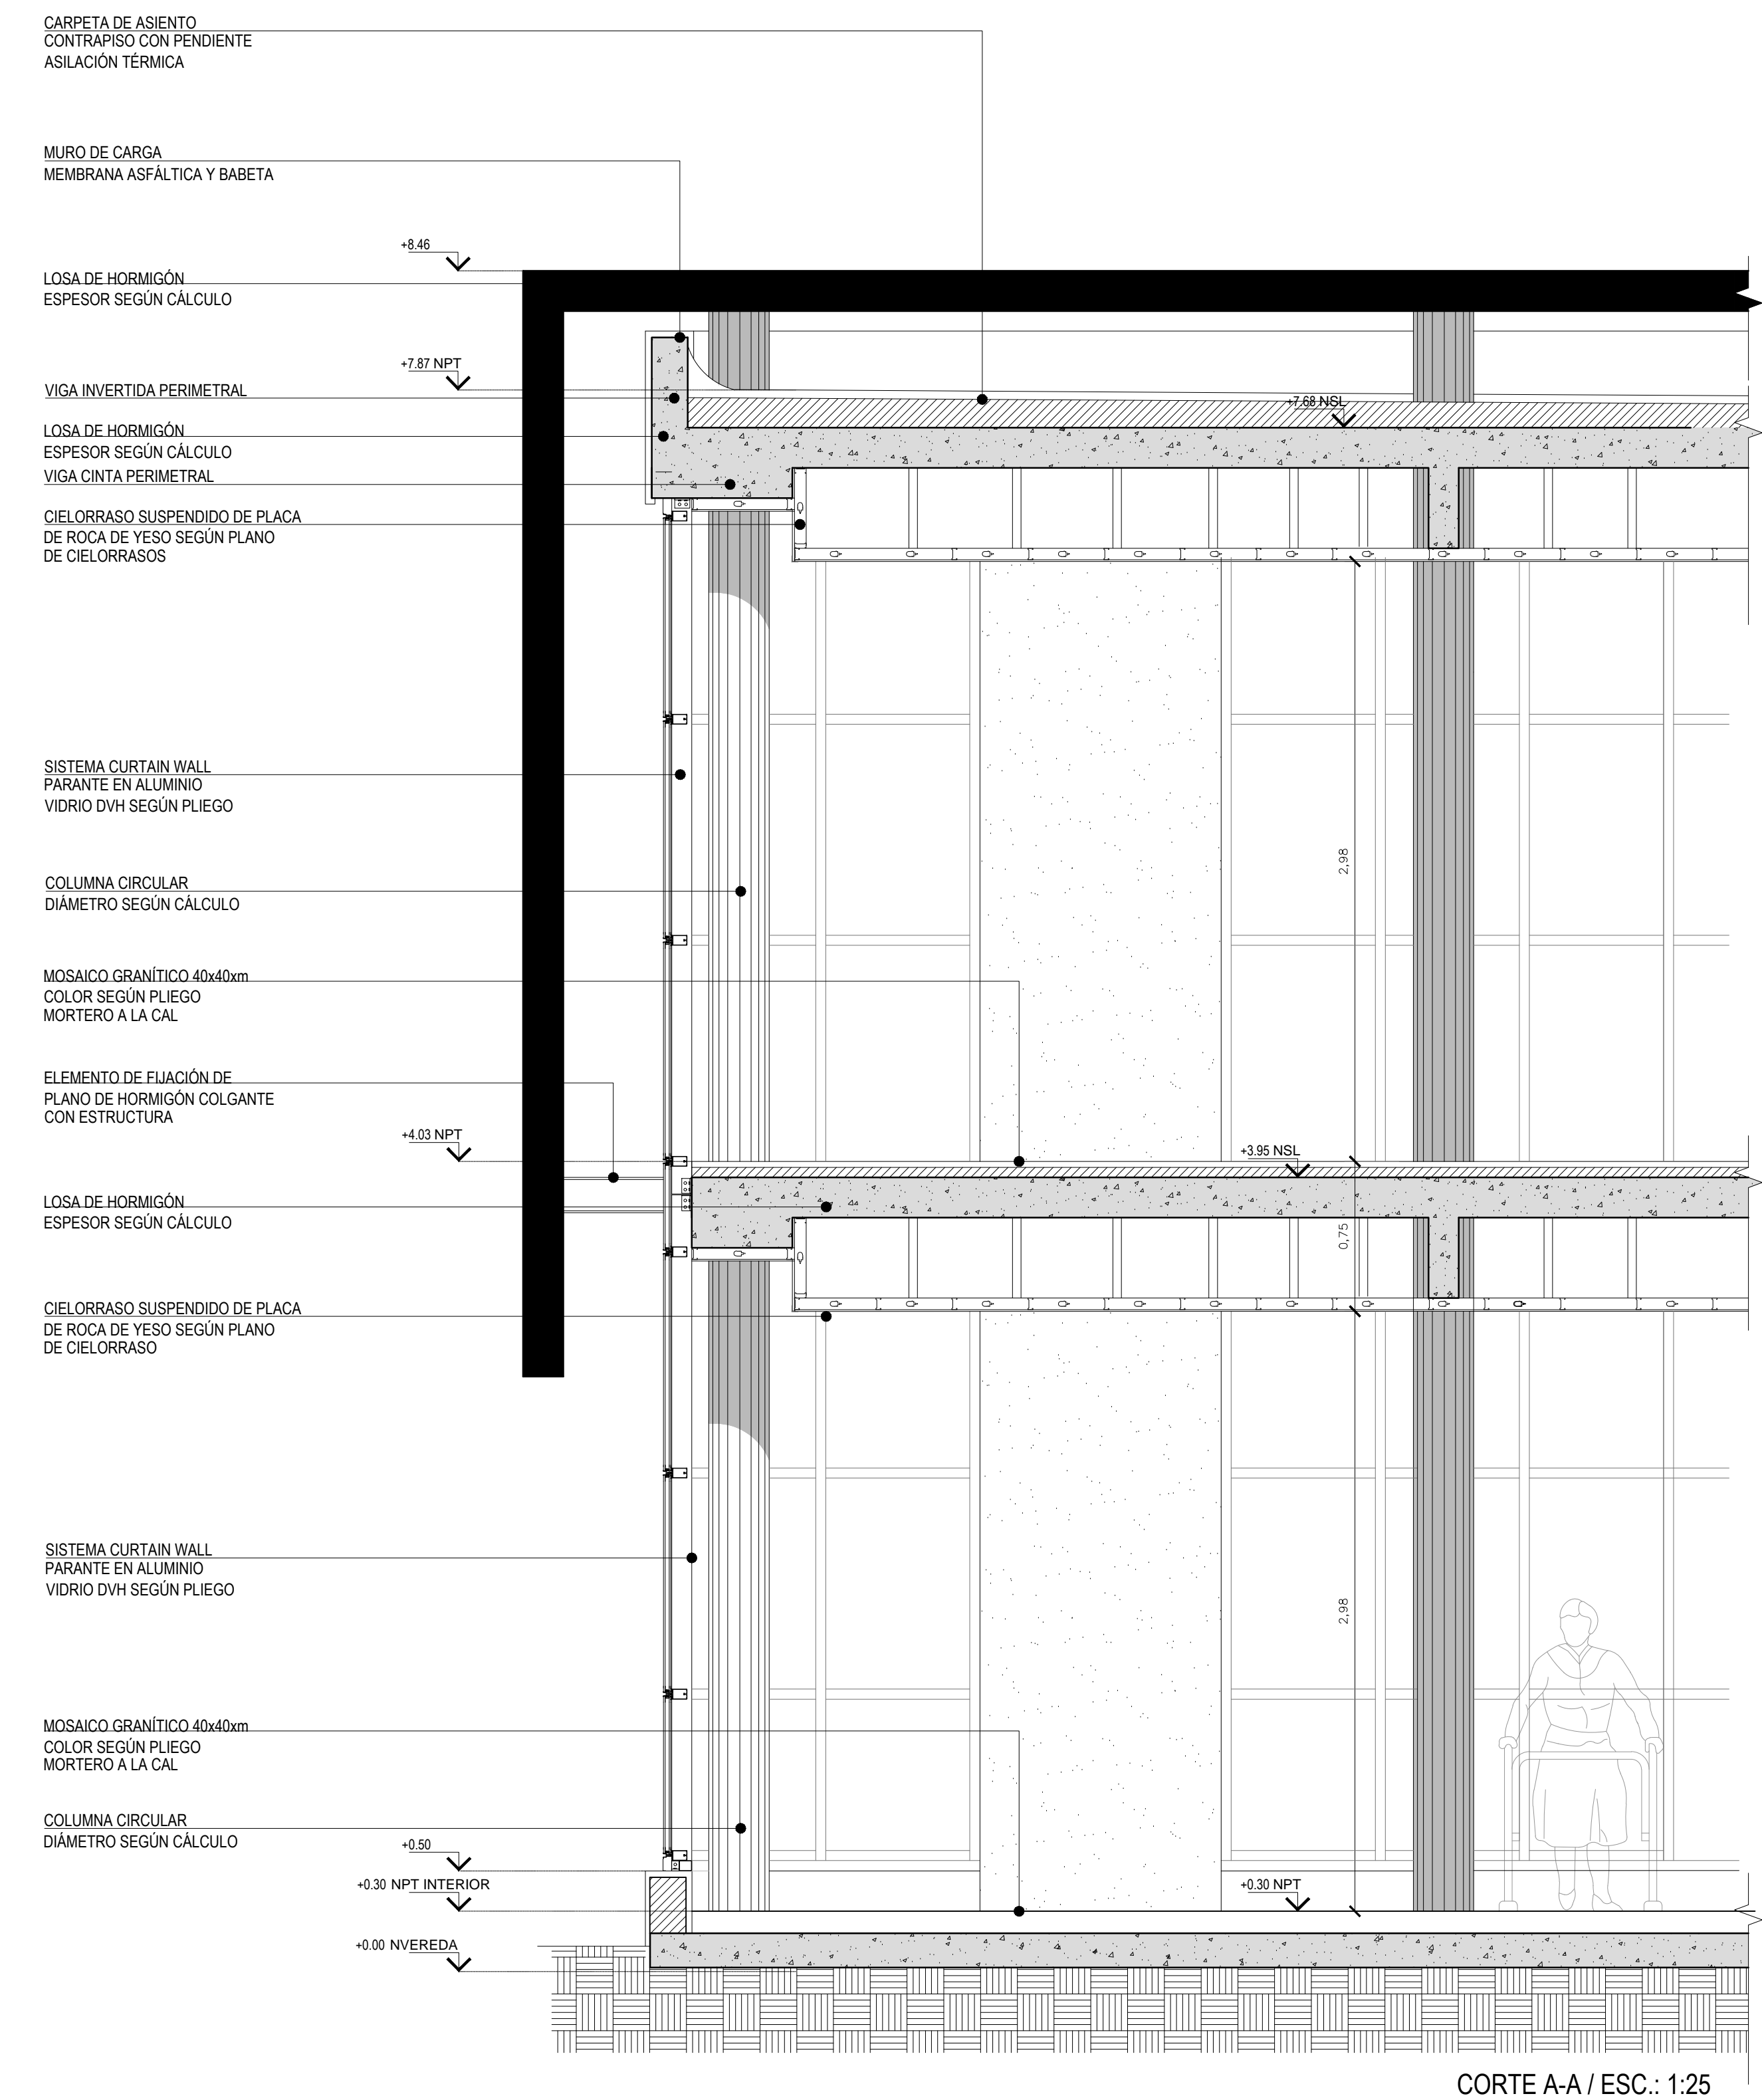 CARPETA DE ASIENTO
CONTRAPISO CON PENDIENTE
ASILACIÓN TÉRMICA
MURO DE CARGA
MEMBRANA ASFÁLTICA Y BABETA
+8.46
LOSA DE HORMIGÓN
ESPESOR SEGÚN CÁLCULO
+7.87 NPT
VIGA INVERTIDA PERIMETRAL
+7.68 NSL
LOSA DE HORMIGÓN
ESPESOR SEGÚN CÁLCULO
VIGA CINTA PERIMETRAL
CIELORRASO SUSPENDIDO DE PLACA
DE ROCA DE YESO SEGÚN PLANO
DE CIELORRASOS
SISTEMA CURTAIN WALL
PARANTE EN ALUMINIO
VIDRIO DVH SEGÚN PLIEGO
2,98
COLUMNA CIRCULAR
DIÁMETRO SEGÚN CÁLCULO
MOSAICO GRANÍTICO 40x40xm
COLOR SEGÚN PLIEGO
MORTERO A LA CAL
ELEMENTO DE FIJACIÓN DE
PLANO DE HORMIGÓN COLGANTE
CON ESTRUCTURA
+4.03 NPT
+3.95 NSL
LOSA DE HORMIGÓN
ESPESOR SEGÚN CÁLCULO
0,75
CIELORRASO SUSPENDIDO DE PLACA
DE ROCA DE YESO SEGÚN PLANO
DE CIELORRASO
SISTEMA CURTAIN WALL
PARANTE EN ALUMINIO
VIDRIO DVH SEGÚN PLIEGO
2,98
MOSAICO GRANÍTICO 40x40xm
COLOR SEGÚN PLIEGO
MORTERO A LA CAL
COLUMNA CIRCULAR
DIÁMETRO SEGÚN CÁLCULO
+0.50
+0.30 NPT INTERIOR
+0.30 NPT
+0.00 NVEREDA
CORTE A-A / ESC.: 1:25